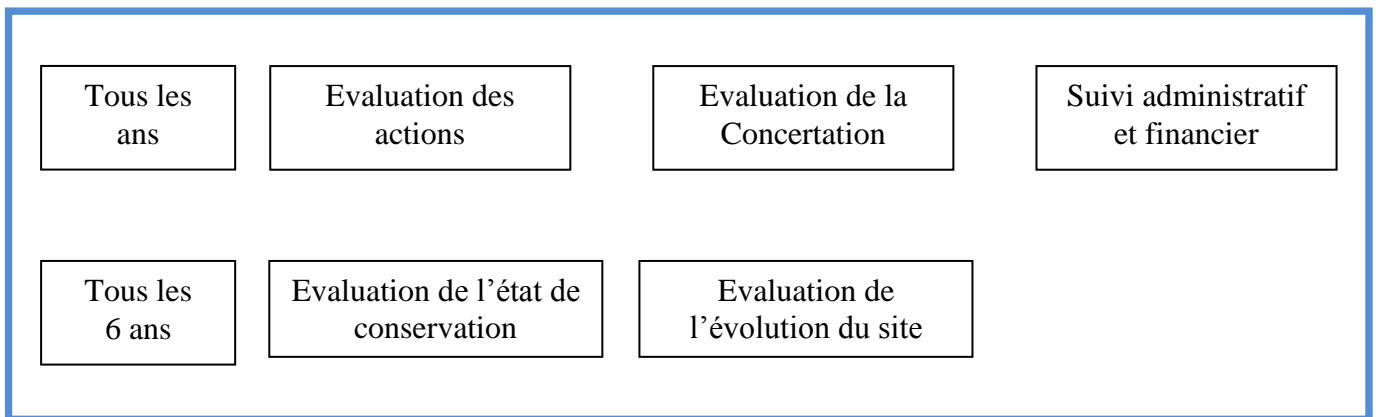 Tous les
ans
Evaluation des
actions
Evaluation de la
Concertation
Suivi administratif
et financier
Tous les
6 ans
Evaluation de l’état de
conservation
Evaluation de
l’évolution du site